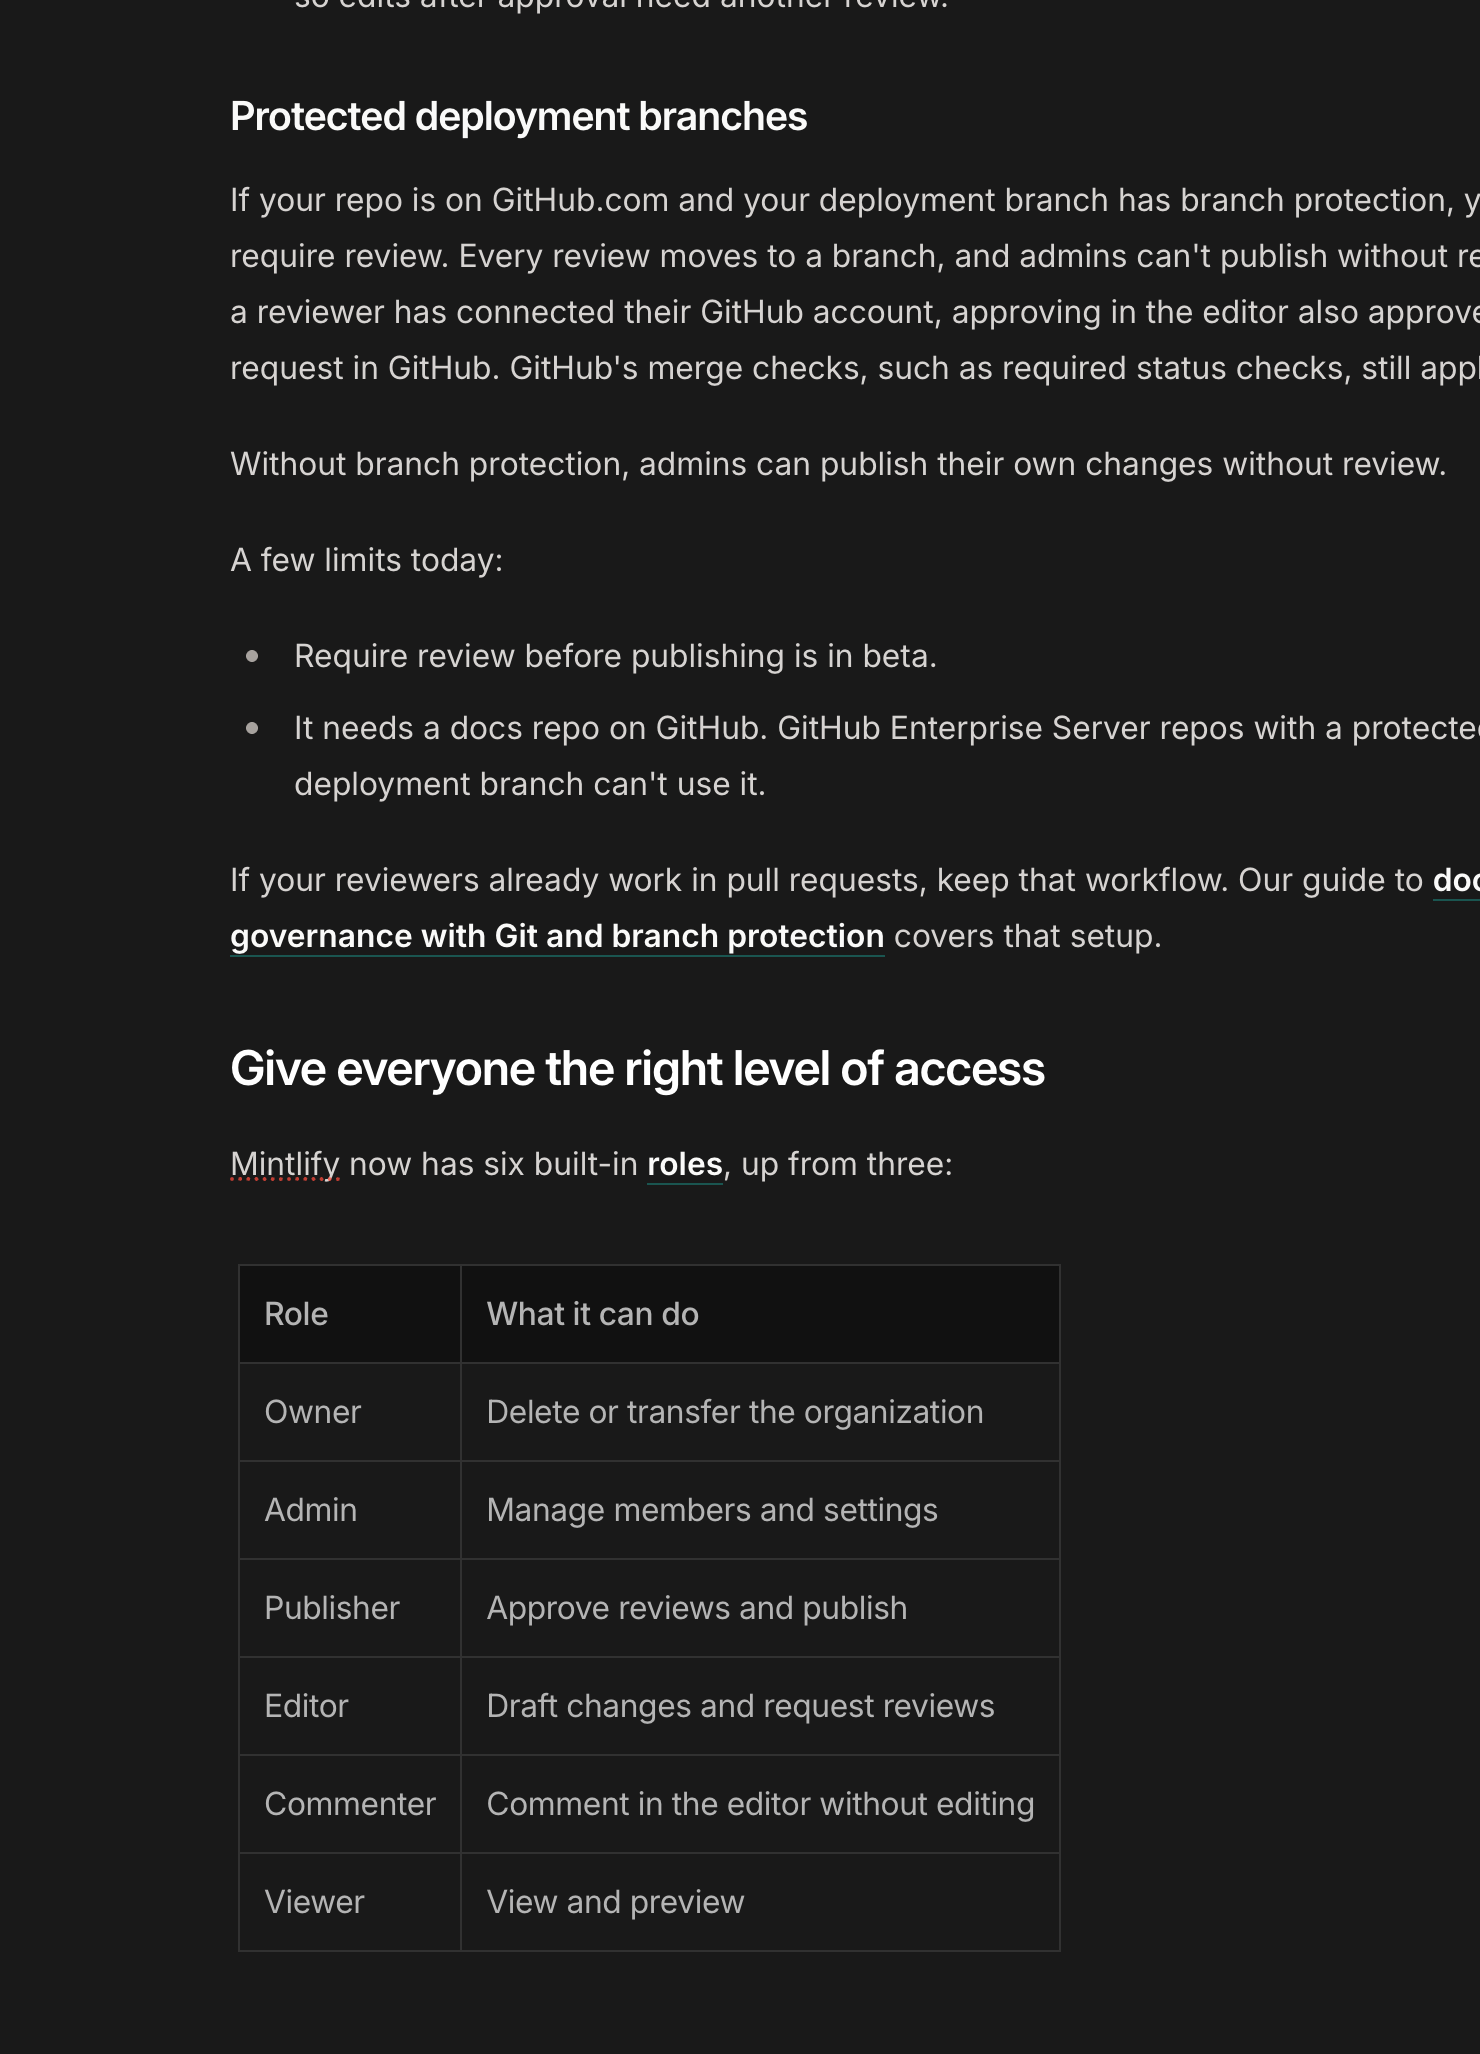 so edits after approval need another review.
Protected deployment branches
If your repo is on GitHub.com and your deployment branch has branch protection,
require review. Every review moves to a branch, and admins can't publish without
a reviewer has connected their GitHub account, approving in the editor also
request in GitHub. GitHub's merge checks, such as required status checks, still
Without branch protection, admins can publish their own changes without review.
A few limits today:
• Require review before publishing is in beta.
• It needs a docs repo on GitHub. GitHub Enterprise Server repos with a protected
deployment branch can't use it.
If your reviewers already work in pull requests, keep that workflow. Our guide to
governance with Git and branch protection covers that setup.
Give everyone the right level of access
Mintlify now has six built-in roles, up from three:
Role What it can do
Owner Delete or transfer the organization
Admin Manage members and settings
Publisher Approve reviews and publish
Editor Draft changes and request reviews
Commenter Comment in the editor without editing
Viewer View and preview